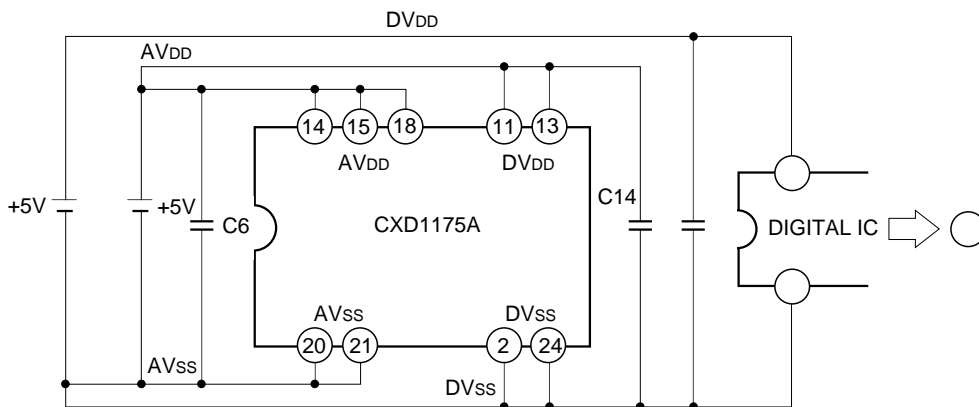 DVDD
AVDD
14 15 18 11 13
AVDD DVDD
+5V +5V C6 CXD1175A C14 DIGITAL IC
AVSS DVSS
20 21 2 24
AVSS
DVSS